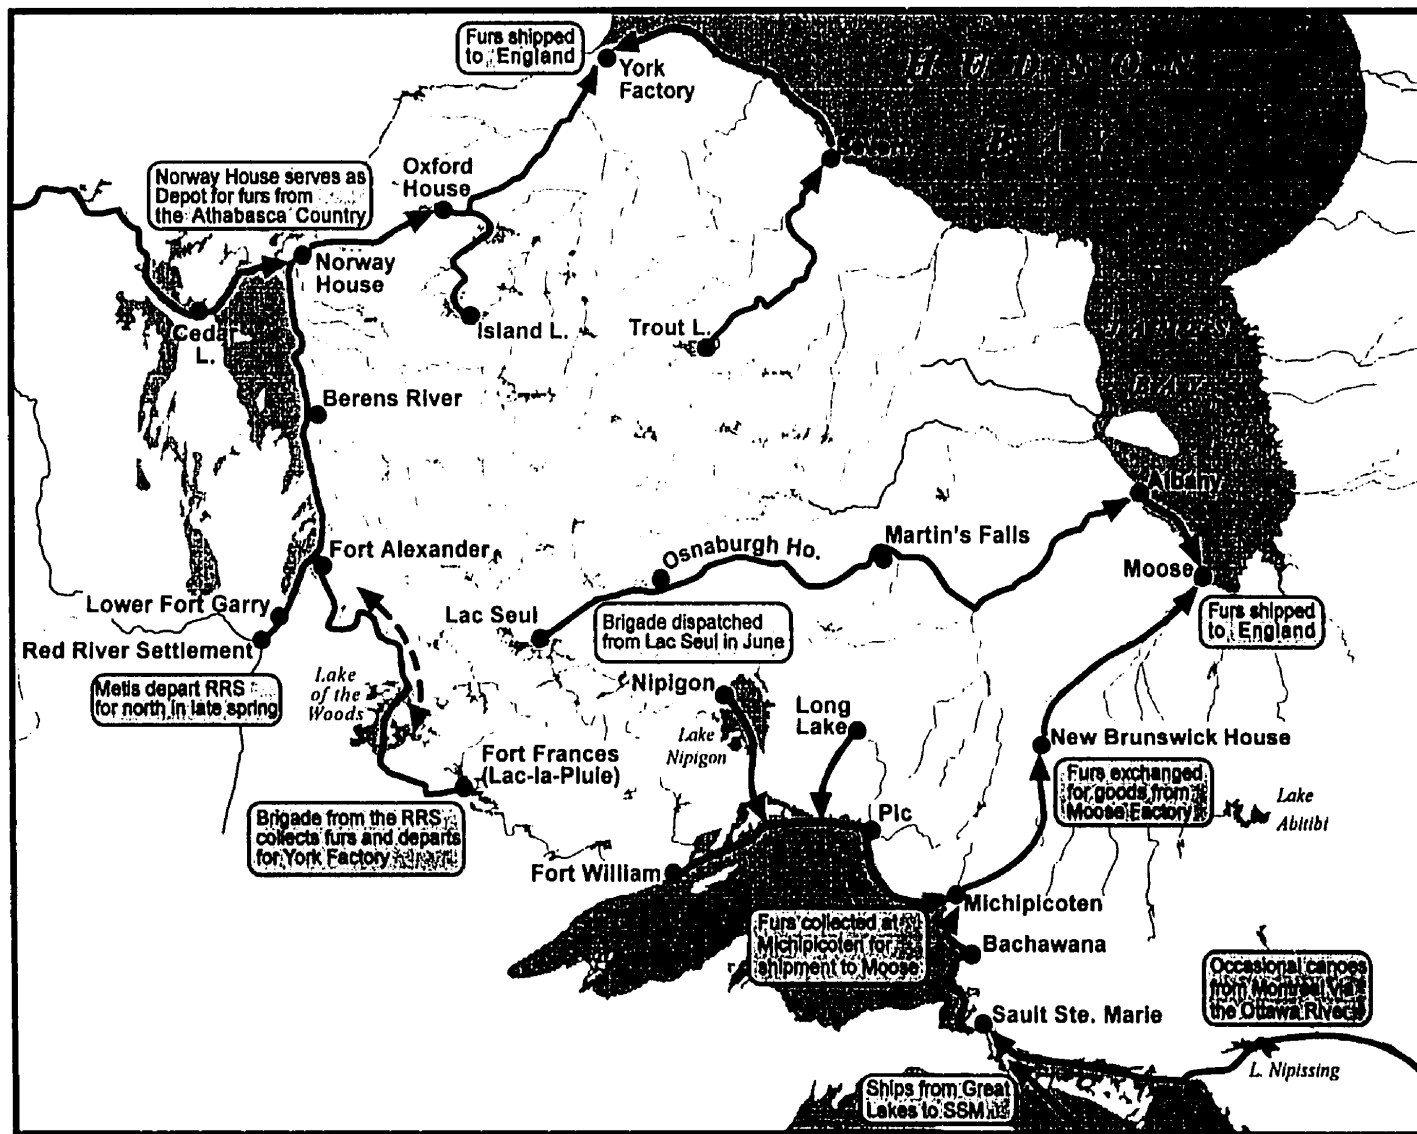 Furs shipped
to England
York
Factory
HUDSON
BAY
Severn
Oxford
House
Norway House serves as
Depot for furs from
the Athabasca Country
Norway
House
Cedar
L.
Island L.
Trout L.
JAMES
BAY
Berens River
Albany
Fort Alexander
Osnaburgh Ho.
Martin's Falls
Moose
Lower Fort Garry
Lac Seul
Brigade dispatched
from Lac Seul in June
Furs shipped
to England
Red River Settlement
Metis depart RRS
for north in late spring
Lake
of the
Woods
Nipigon
Long
Lake
Lake
Nipigon
New Brunswick House
Fort Frances
(Lac-la-Pluie)
Furs exchanged
for goods from
Moose Factory
Lake
Abitibi
Brigade from the RRS
collects furs and departs
for York Factory
Pic
Fort William
Michipicoten
Furs collected at
Michipicoten for
shipment to Moose
Bachawana
Occasional canoes
from Montreal via
the Ottawa River
Sault Ste. Marie
L. Nipissing
Ships from Great
Lakes to SSM